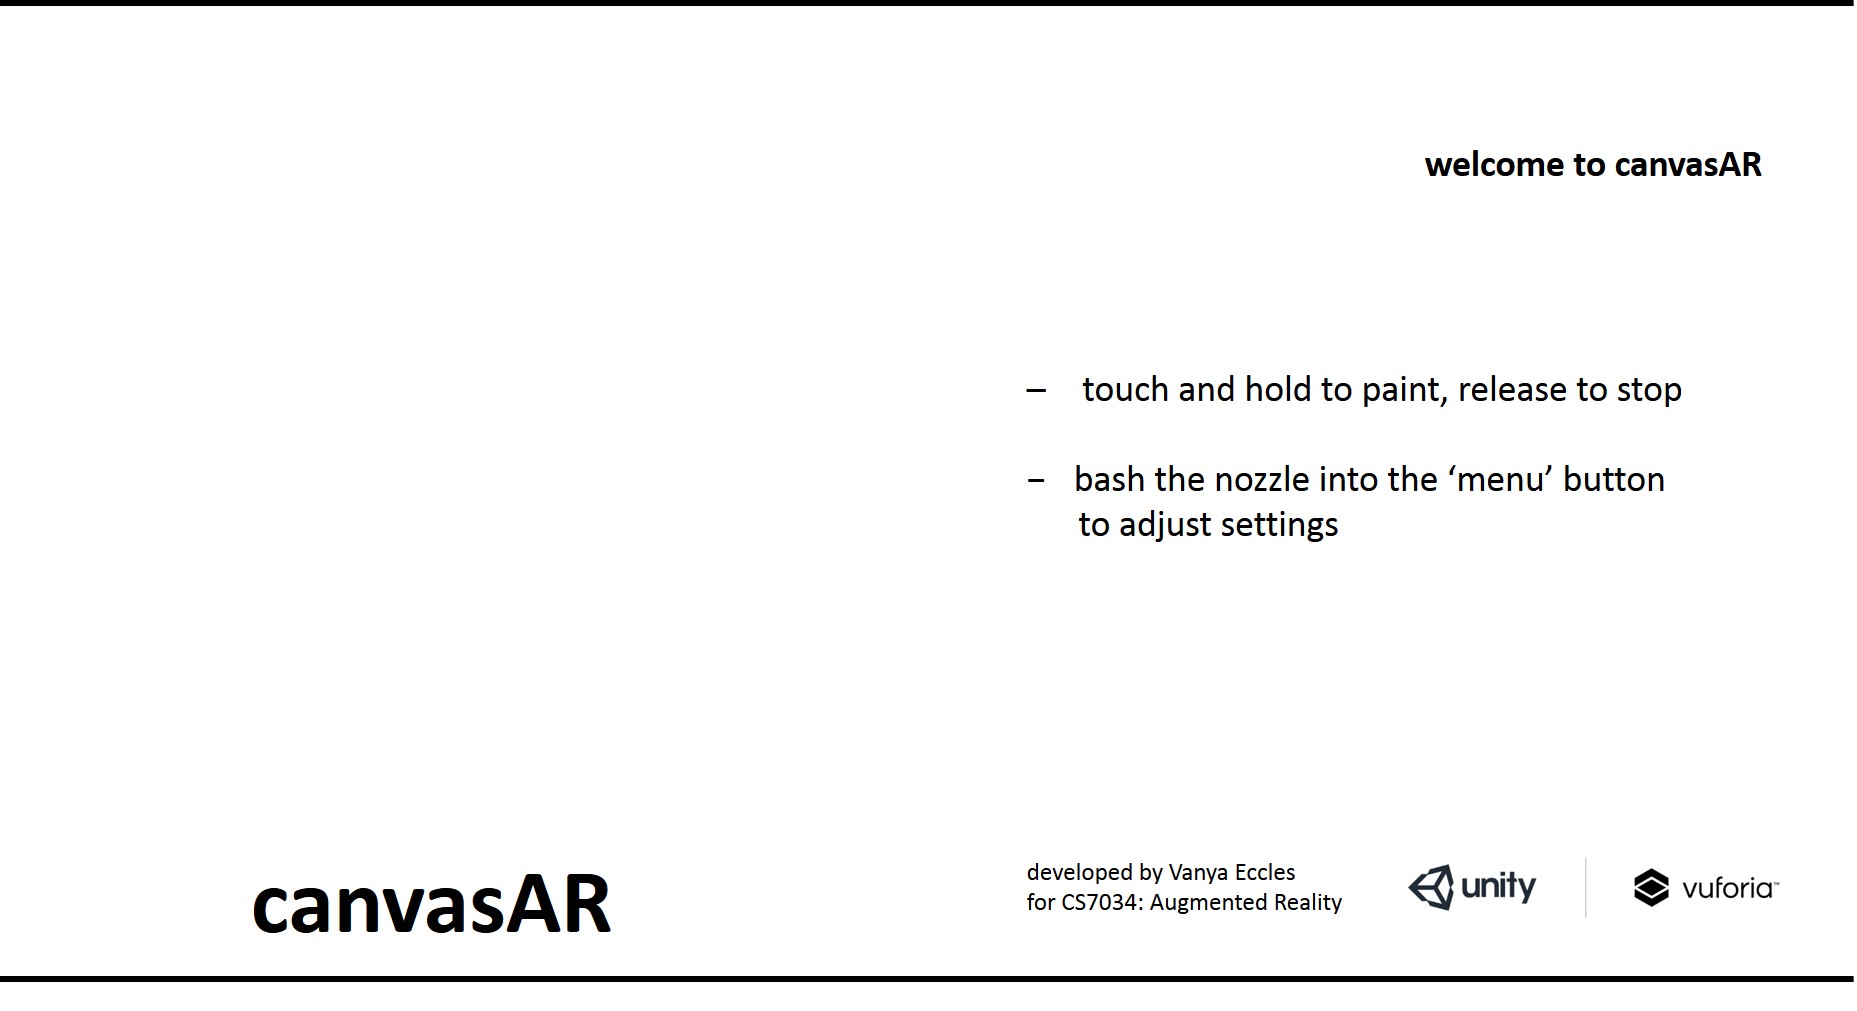 welcome to canvasAR
– touch and hold to paint, release to stop
– bash the nozzle into the ‘menu’ button
to adjust settings
canvasAR
developed by Vanya Eccles
for CS7034: Augmented Reality
unity
vuforia™